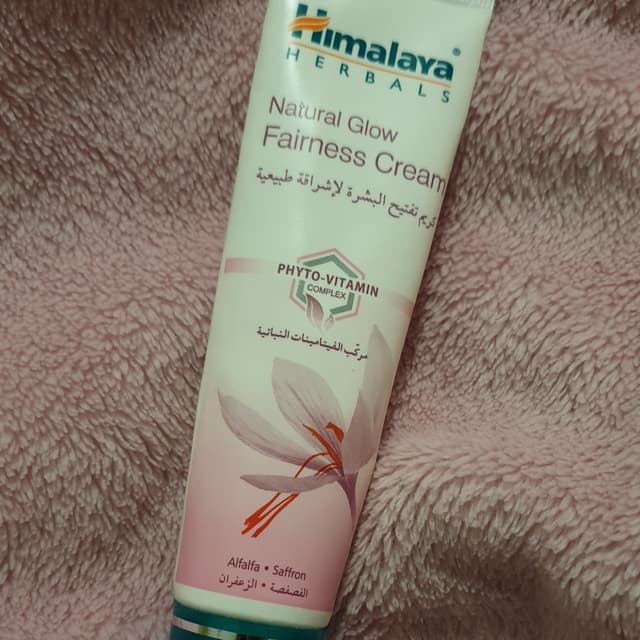 Himalaya
HERBALS
Natural Glow
Fairness Cream
كريم تفتيح البشرة لإشراقة طبيعية
PHYTO-VITAMIN
COMPLEX
مركّب الفيتامينات النباتية
Alfalfa • Saffron
الفصفصة • الزعفران